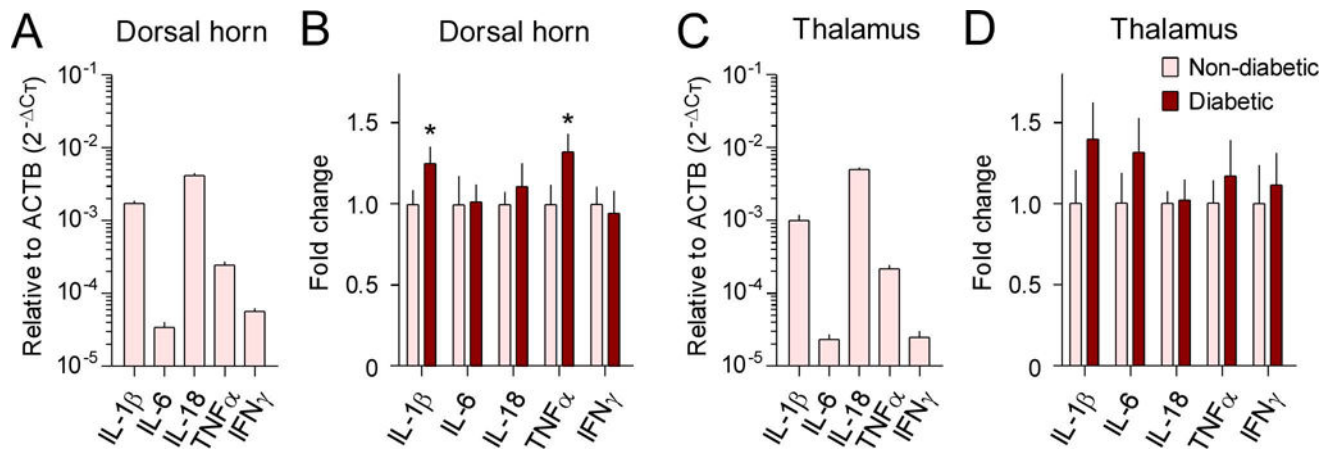 A Dorsal horn
Relative to ACTB (2^-ΔCT)
10^-1
10^-2
10^-3
10^-4
10^-5
IL-1β IL-6 IL-18 TNFα IFNγ
B Dorsal horn
Fold change
1.5
1.0
0.5
0
* *
IL-1β IL-6 IL-18 TNFα IFNγ
C Thalamus
Relative to ACTB (2^-ΔCT)
10^-1
10^-2
10^-3
10^-4
10^-5
IL-1β IL-6 IL-18 TNFα IFNγ
D Thalamus
Non-diabetic
Diabetic
Fold change
1.5
1.0
0.5
0
IL-1β IL-6 IL-18 TNFα IFNγ